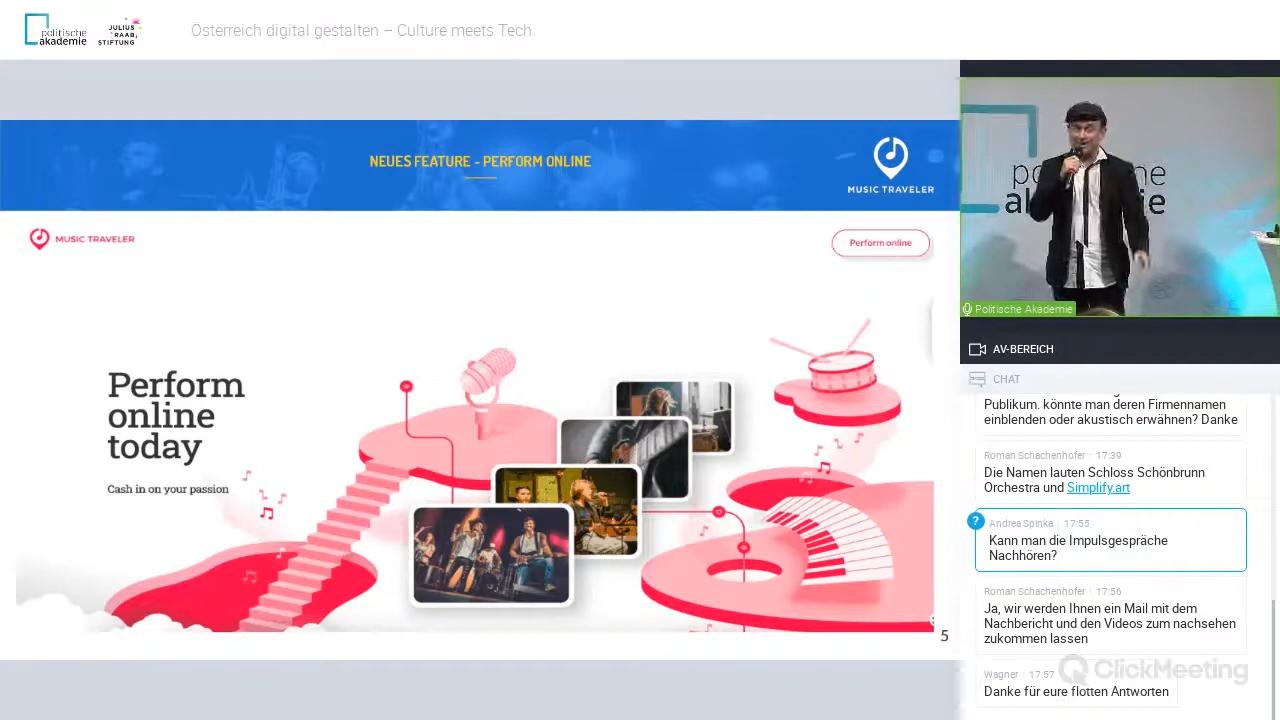 politische
akademie
JULIUS
RAAB
STIFTUNG
Österreich digital gestalten – Culture meets Tech.
NEUES FEATURE - PERFORM ONLINE
MUSIC TRAVELER
MUSIC TRAVELER
Perform online
Perform
online
today
Cash in on your passion
5
politische
akademie
Politische Akademie
AV-BEREICH
CHAT
Publikum. könnte man deren Firmennamen
einblenden oder akustisch erwähnen? Danke
Roman Schachenhofer 17:39
Die Namen lauten Schloss Schönbrunn
Orchestra und Simplify.art
?
Andrea Spinka 17:55
Kann man die Impulsgespräche
Nachhören?
Roman Schachenhofer 17:56
Ja, wir werden Ihnen ein Mail mit dem
Nachbericht und den Videos zum nachsehen
zukommen lassen
ClickMeeting
Wagner 17:57
Danke für eure flotten Antworten